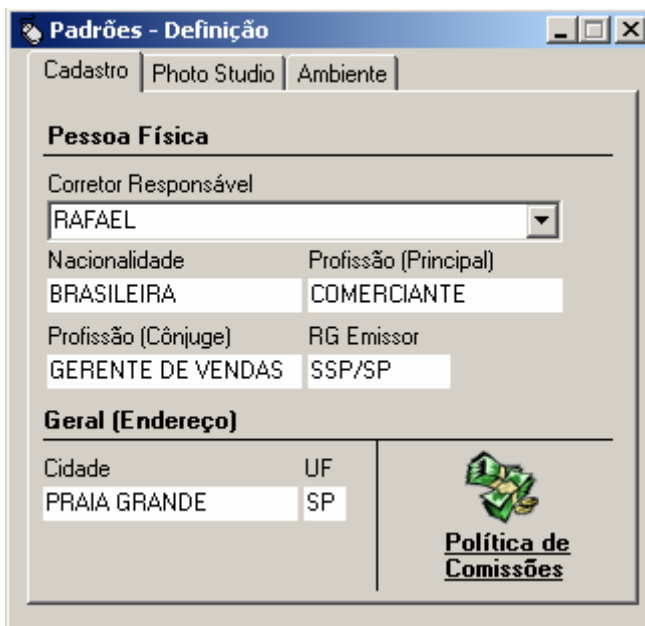 Padrões - Definição
Cadastro Photo Studio Ambiente
Pessoa Física
Corretor Responsável
RAFAEL
Nacionalidade Profissão (Principal)
BRASILEIRA COMERCIANTE
Profissão (Cônjuge) RG Emissor
GERENTE DE VENDAS SSP/SP
Geral (Endereço)
Cidade UF
PRAIA GRANDE SP
Política de
Comissões